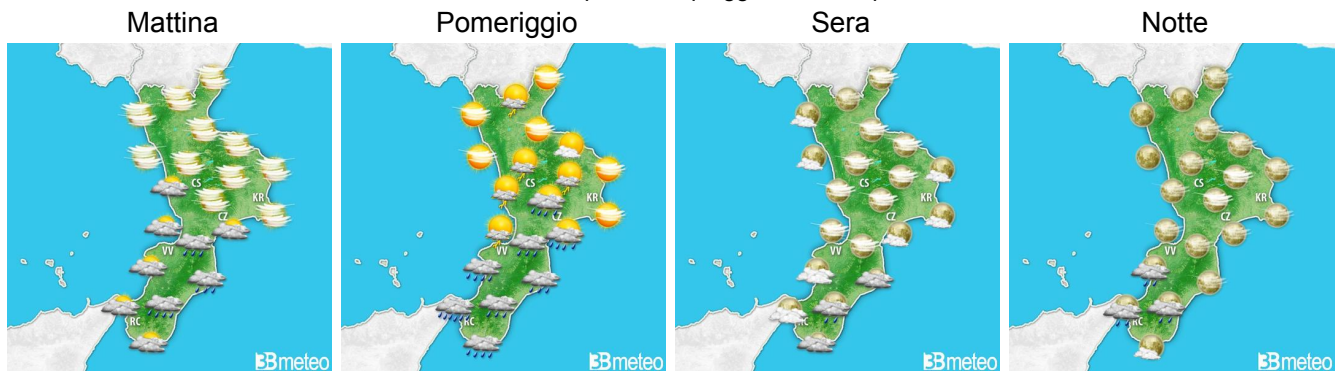 Mattina
Pomeriggio
Sera
Notte
CS
KR
CZ
VV
RC
3Bmeteo
CS
KR
CZ
VV
RC
3Bmeteo
CS
KR
CZ
VV
RC
3Bmeteo
CS
KR
CZ
VV
RC
3Bmeteo